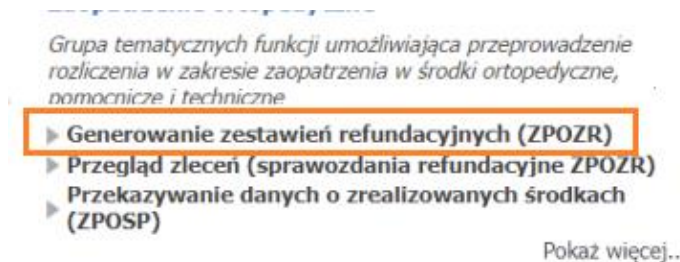 Grupa tematycznych funkcji umożliwiająca przeprowadzenie
rozliczenia w zakresie zaopatrzenia w środki ortopedyczne,
pomocnicze i techniczne
Generowanie zestawień refundacyjnych (ZPOZR)
Przegląd zleceń (sprawozdania refundacyjne ZPOZR)
Przekazywanie danych o zrealizowanych środkach
(ZPOSP)
Pokaż więcej..